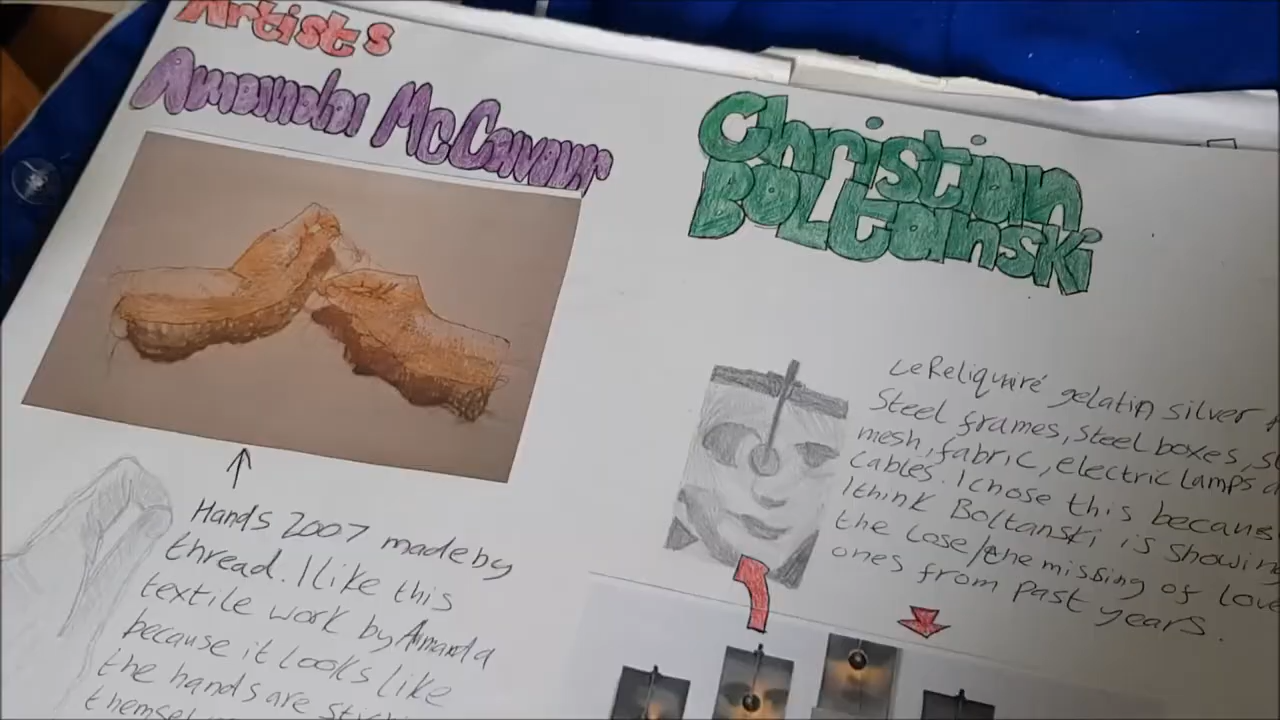 Artists
Amanda McCavour
Hands 2007 made by
thread. I like this
textile work by Amanda
because it looks like
the hands are
Christian
Boltanski
Le Reliquiré gelatin silver
Steel frames, steel boxes,
mesh, fabric, electric lamps
cables. I chose this because
I think Boltanski is showing
the lose/the missing of love
ones from past years.